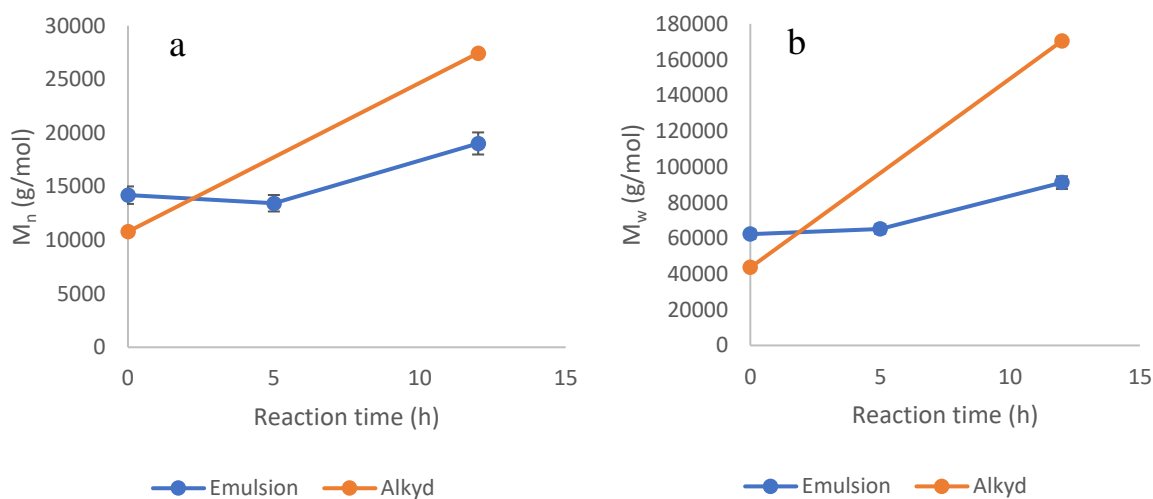 a
30000
25000
20000
15000
10000
5000
0
Mn (g/mol)
0 5 10 15
Reaction time (h)
Emulsion Alkyd
b
180000
160000
140000
120000
100000
80000
60000
40000
20000
0
Mw (g/mol)
0 5 10 15
Reaction time (h)
Emulsion Alkyd